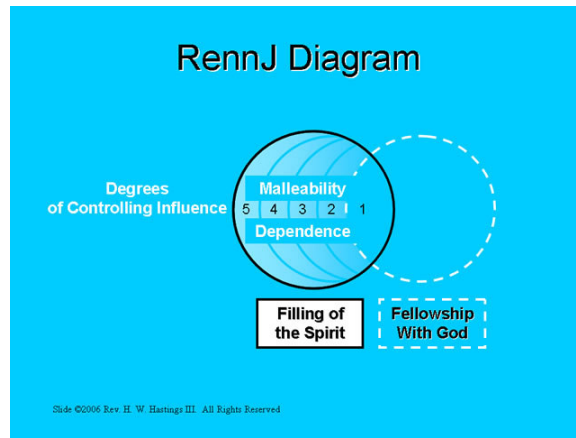 RennJ Diagram
Degrees
of Controlling Influence
Malleability
5 4 3 2 1
Dependence
Filling of
the Spirit
Fellowship
With God
Slide ©2006 Rev. H. W. Hastings III. All Rights Reserved